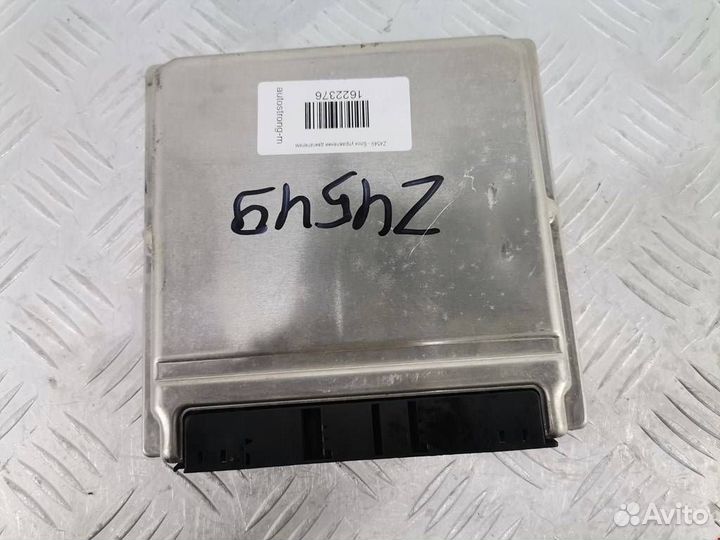 Z4549 - Блок управления двигателем
1622376
autostrong-m
Z4549
Avito